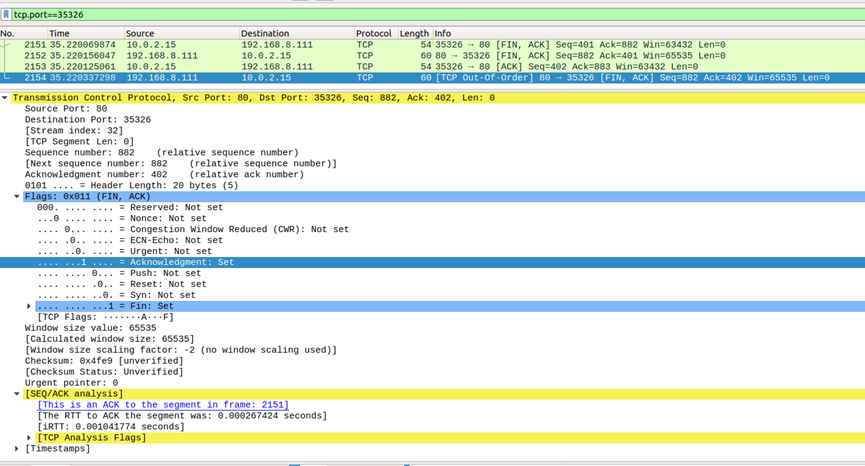 tcp.port==35326
No. Time Source Destination Protocol Length Info
2151 35.220069874 10.0.2.15 192.168.8.111 TCP 54 35326 → 80 [FIN, ACK] Seq=401 Ack=882 Win=63432 Len=0
2152 35.220156047 192.168.8.111 10.0.2.15 TCP 60 80 → 35326 [ACK] Seq=882 Ack=401 Win=65535 Len=0
2153 35.220125061 10.0.2.15 192.168.8.111 TCP 54 35326 → 80 [ACK] Seq=402 Ack=883 Win=63432 Len=0
2154 35.220337298 192.168.8.111 10.0.2.15 TCP 60 [TCP Out-Of-Order] 80 → 35326 [FIN, ACK] Seq=882 Ack=402 Win=65535 Len=0
Transmission Control Protocol, Src Port: 80, Dst Port: 35326, Seq: 882, Ack: 402, Len: 0
Source Port: 80
Destination Port: 35326
[Stream index: 32]
[TCP Segment Len: 0]
Sequence number: 882 (relative sequence number)
[Next sequence number: 882 (relative sequence number)]
Acknowledgment number: 402 (relative ack number)
0101 .... = Header Length: 20 bytes (5)
Flags: 0x011 (FIN, ACK)
000. .... .... = Reserved: Not set
...0 .... .... = Nonce: Not set
.... 0... .... = Congestion Window Reduced (CWR): Not set
.... .0.. .... = ECN-Echo: Not set
.... ..0. .... = Urgent: Not set
.... ...1 .... = Acknowledgment: Set
.... .... 0... = Push: Not set
.... .... .0.. = Reset: Not set
.... .... ..0. = Syn: Not set
.... .... ...1 = Fin: Set
[TCP Flags: ·······A···F]
Window size value: 65535
[Calculated window size: 65535]
[Window size scaling factor: -2 (no window scaling used)]
Checksum: 0x4fe9 [unverified]
[Checksum Status: Unverified]
Urgent pointer: 0
[SEQ/ACK analysis]
[This is an ACK to the segment in frame: 2151]
[The RTT to ACK the segment was: 0.000267424 seconds]
[iRTT: 0.001041774 seconds]
[TCP Analysis Flags]
[Timestamps]